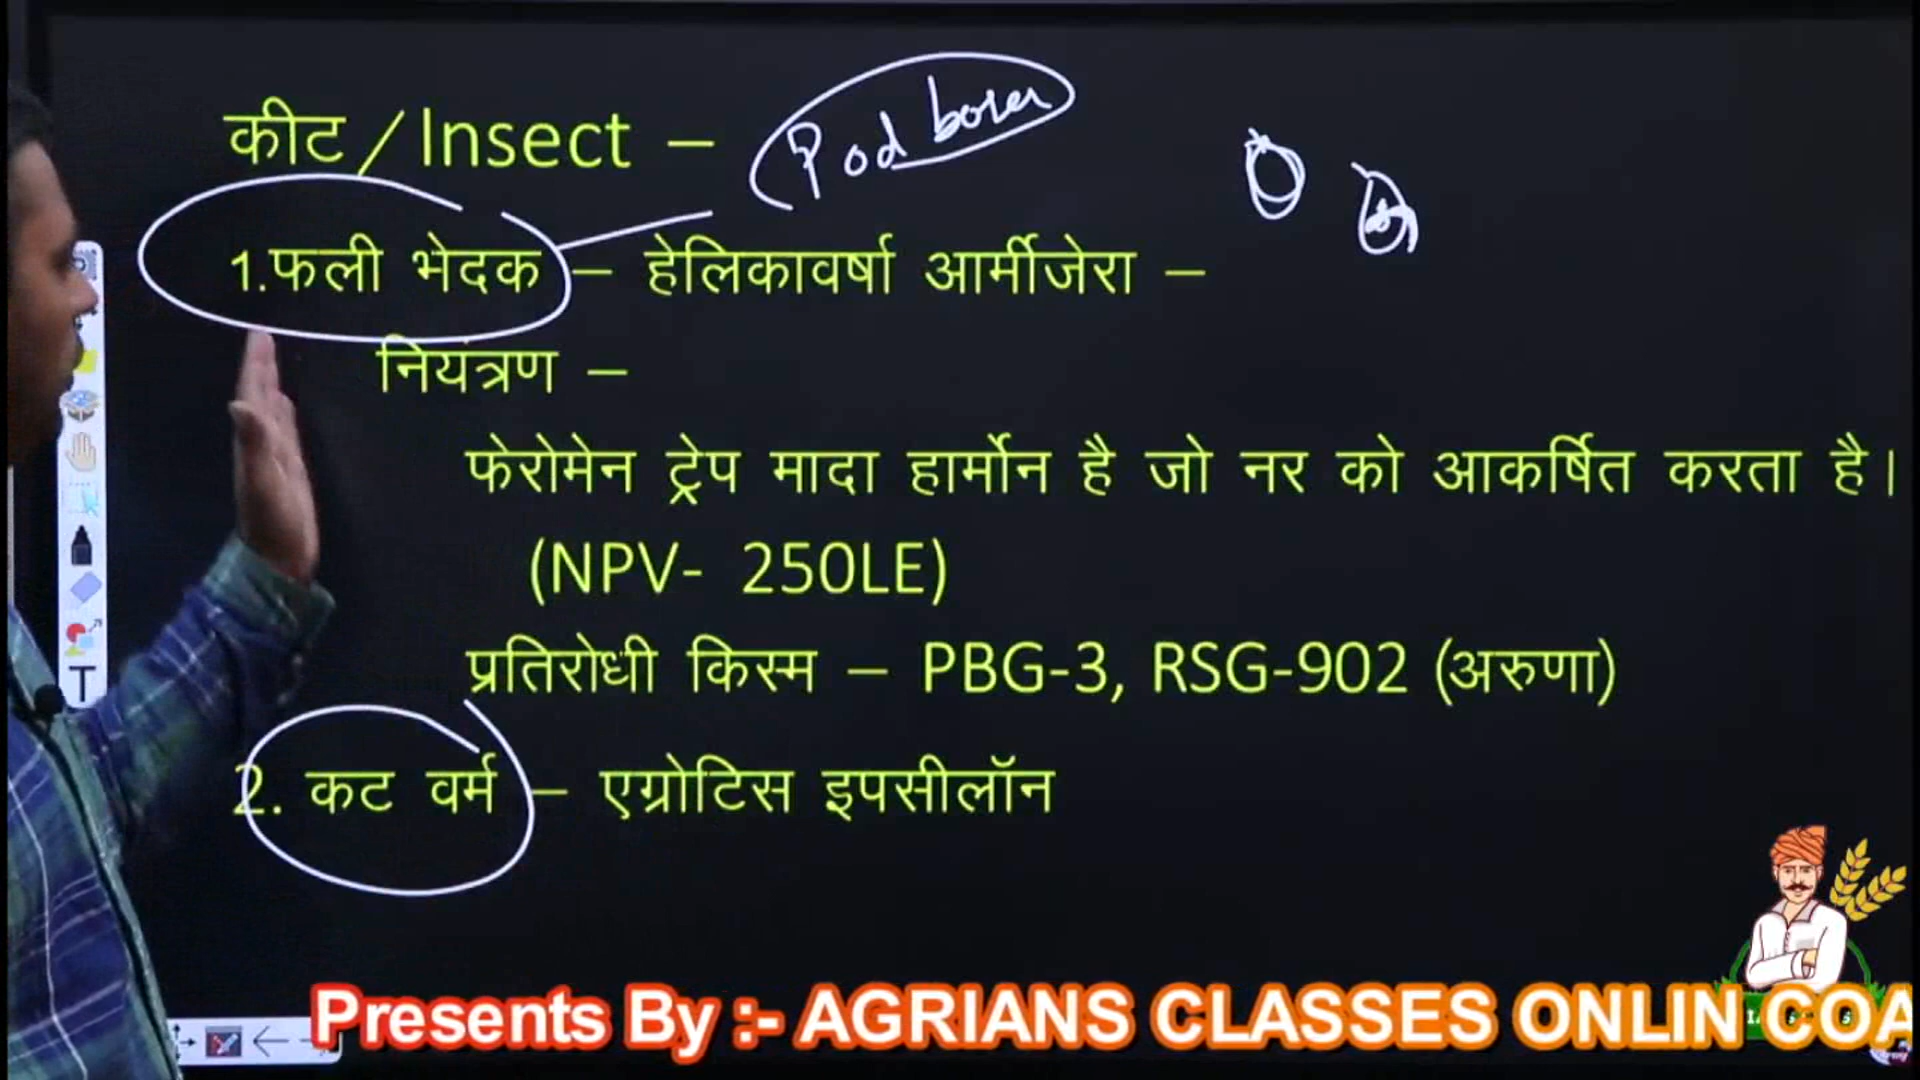 कीट / Insect –
Pod borer
1.फली भेदक – हेलिकावर्षा आर्मीजेरा –
नियत्रण –
फेरोमेन ट्रेप मादा हार्मोन है जो नर को आकर्षित करता है।
(NPV- 250LE)
प्रतिरोधी किस्म – PBG-3, RSG-902 (अरुणा)
2. कट वर्म – एग्रोटिस इपसीलॉन
T
Presents By :- AGRIANS CLASSES ONLIN COA